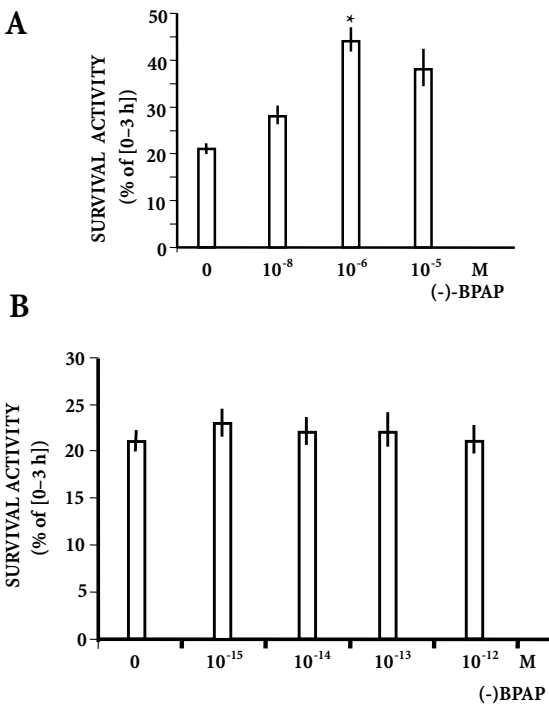 A
SURVIVAL ACTIVITY
(% of [0–3 h])
50
40
30
20
10
0
*
0 10⁻⁸ 10⁻⁶ 10⁻⁵ M
(-)-BPAP
B
SURVIVAL ACTIVITY
(% of [0–3 h])
30
25
20
15
10
5
0
0 10⁻¹⁵ 10⁻¹⁴ 10⁻¹³ 10⁻¹² M
(-)BPAP